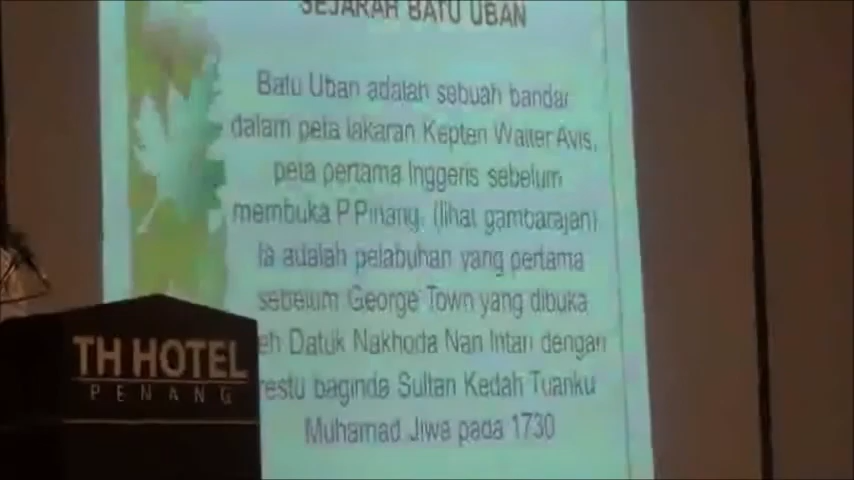 SEJARAH BATU UBAN
Batu Uban adalah sebuah bandar
dalam peta lakaran Kepten Walter Avis,
peta pertama Inggeris sebelum
membuka P Pinang, (lihat gambarajah)
Ia adalah pelabuhan yang pertama
sebelum George Town yang dibuka
eh Datuk Nakhoda Nan Intan dengan
restu baginda Sultan Kedah Tuanku
Muhamad Jiwa pada 1730
TH HOTEL
PENANG